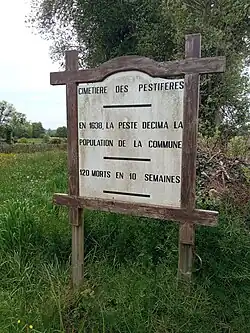 CIMETIERE DES PESTIFERES
EN 1638, LA PESTE DECIMA LA
POPULATION DE LA COMMUNE
120 MORTS EN 10 SEMAINES